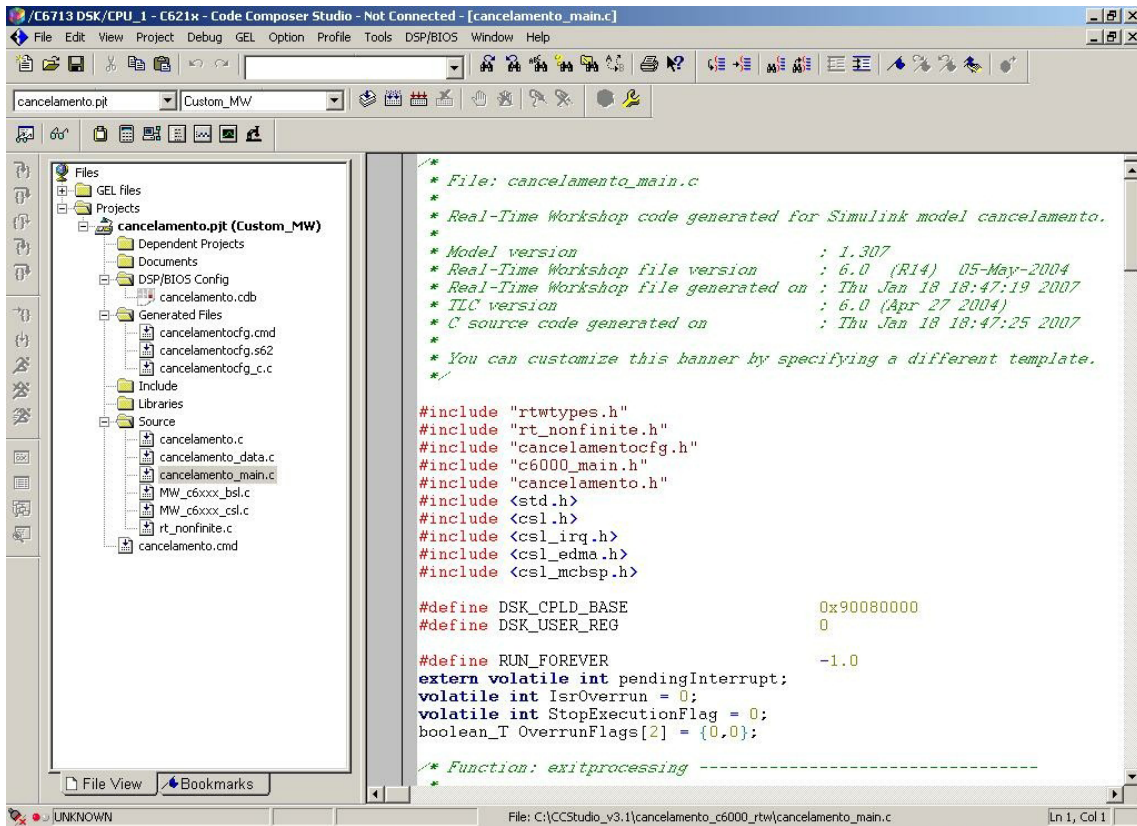 /C6713 DSK/CPU_1 - C621x - Code Composer Studio - Not Connected - [cancelamento_main.c]
File Edit View Project Debug GEL Option Profile Tools DSP/BIOS Window Help
cancelamento.pjt Custom_MW
Files
GEL files
Projects
cancelamento.pjt (Custom_MW)
Dependent Projects
Documents
DSP/BIOS Config
cancelamento.cdb
Generated Files
cancelamentocfg.cmd
cancelamentocfg.s62
cancelamentocfg_c.c
Include
Libraries
Source
cancelamento.c
cancelamento_data.c
cancelamento_main.c
MW_c6xxx_bsl.c
MW_c6xxx_csl.c
rt_nonfinite.c
cancelamento.cmd
File View Bookmarks
/*
* File: cancelamento_main.c
*
* Real-Time Workshop code generated for Simulink model cancelamento.
*
* Model version : 1.307
* Real-Time Workshop file version : 6.0 (R14) 05-May-2004
* Real-Time Workshop file generated on : Thu Jan 18 18:47:19 2007
* TLC version : 6.0 (Apr 27 2004)
* C source code generated on : Thu Jan 18 18:47:25 2007
*
* You can customize this banner by specifying a different template.
*/
#include "rtwtypes.h"
#include "rt_nonfinite.h"
#include "cancelamentocfg.h"
#include "c6000_main.h"
#include "cancelamento.h"
#include <std.h>
#include <csl.h>
#include <csl_irq.h>
#include <csl_edma.h>
#include <csl_mcbsp.h>
#define DSK_CPLD_BASE 0x90080000
#define DSK_USER_REG 0
#define RUN_FOREVER -1.0
extern volatile int pendingInterrupt;
volatile int IsrOverrun = 0;
volatile int StopExecutionFlag = 0;
boolean_T OverrunFlags[2] = {0,0};
/* Function: exitprocessing ----------------------------------
*
UNKNOWN
File: C:\CCStudio_v3.1\cancelamento_c6000_rtw\cancelamento_main.c
Ln 1, Col 1